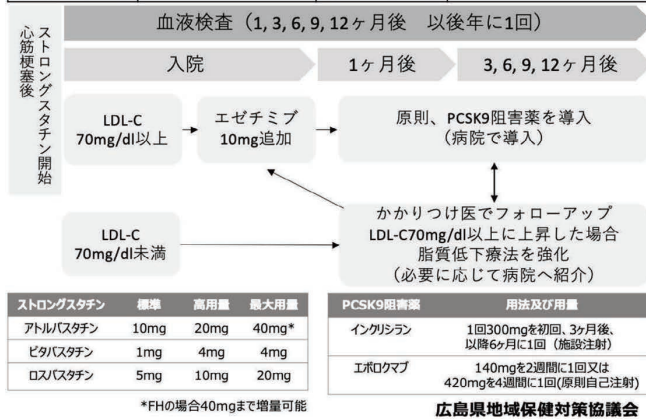 血液検査（1, 3, 6, 9, 12ヶ月後　以後年に1回）
心筋梗塞後
ストロングスタチン開始
入院
1ヶ月後
3, 6, 9, 12ヶ月後
LDL-C
70mg/dl以上
エゼチミブ
10mg追加
原則、PCSK9阻害薬を導入
（病院で導入）
LDL-C
70mg/dl未満
かかりつけ医でフォローアップ
LDL-C70mg/dl以上に上昇した場合
脂質低下療法を強化
（必要に応じて病院へ紹介）
ストロングスタチン 標準 高用量 最大用量
アトルバスタチン 10mg 20mg 40mg*
ピタバスタチン 1mg 4mg 4mg
ロスバスタチン 5mg 10mg 20mg
*FHの場合40mgまで増量可能
PCSK9阻害薬 用法及び用量
インクリシラン 1回300mgを初回、3ヶ月後、
以降6ヶ月に1回（施設注射）
エボロクマブ 140mgを2週間に1回又は
420mgを4週間に1回(原則自己注射)
広島県地域保健対策協議会